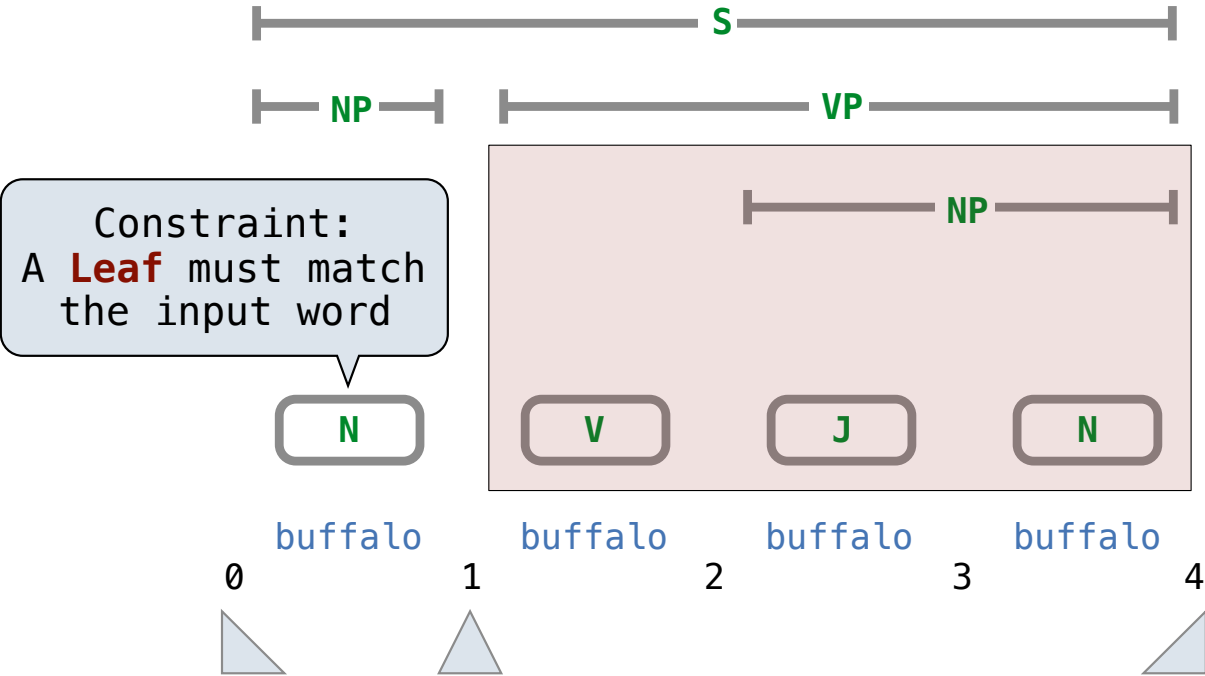 S
NP VP
NP
Constraint:
A Leaf must match
the input word
N V J N
buffalo buffalo buffalo buffalo
0 1 2 3 4